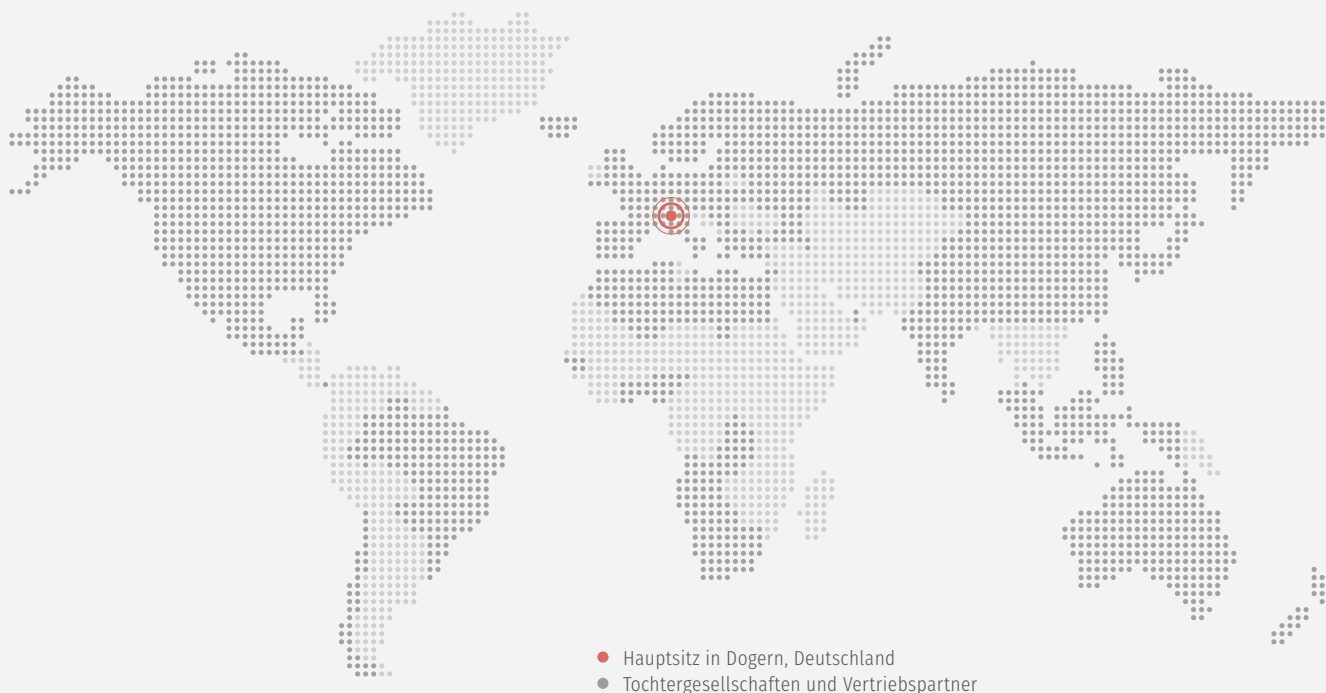 Hauptsitz in Dogern, Deutschland
Tochtergesellschaften und Vertriebspartner